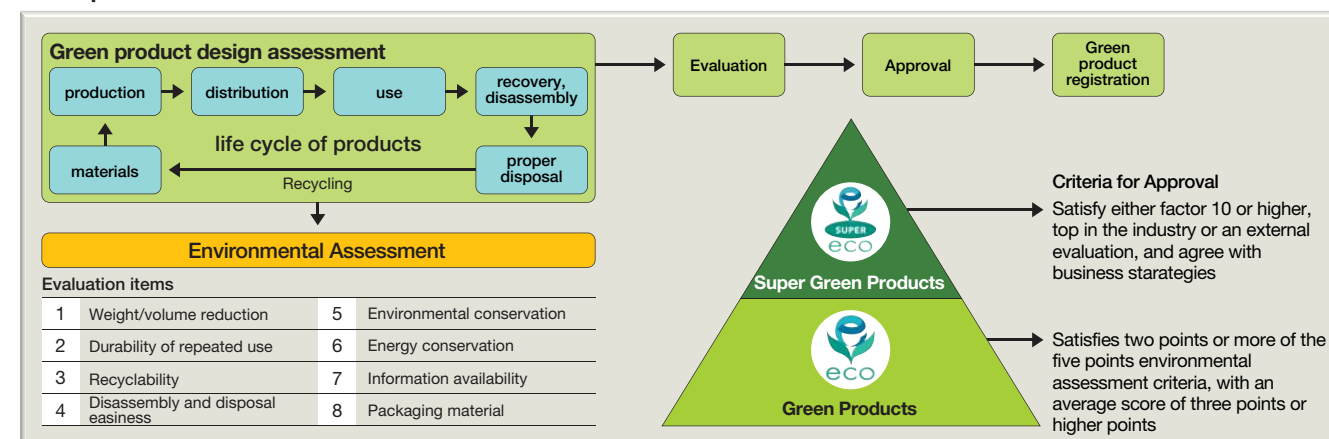 Green product design assessment
production
distribution
use
recovery,
disassembly
life cycle of products
materials
Recycling
proper
disposal
Evaluation
Approval
Green
product
registration
Environmental Assessment
Evaluation items
1 Weight/volume reduction
2 Durability of repeated use
3 Recyclability
4 Disassembly and disposal
easiness
5 Environmental conservation
6 Energy conservation
7 Information availability
8 Packaging material
SUPER
eco
Super Green Products
eco
Green Products
Criteria for Approval
Satisfy either factor 10 or higher,
top in the industry or an external
evaluation, and agree with
business starategies
Satisfies two points or more of the
five points environmental
assessment criteria, with an
average score of three points or
higher points